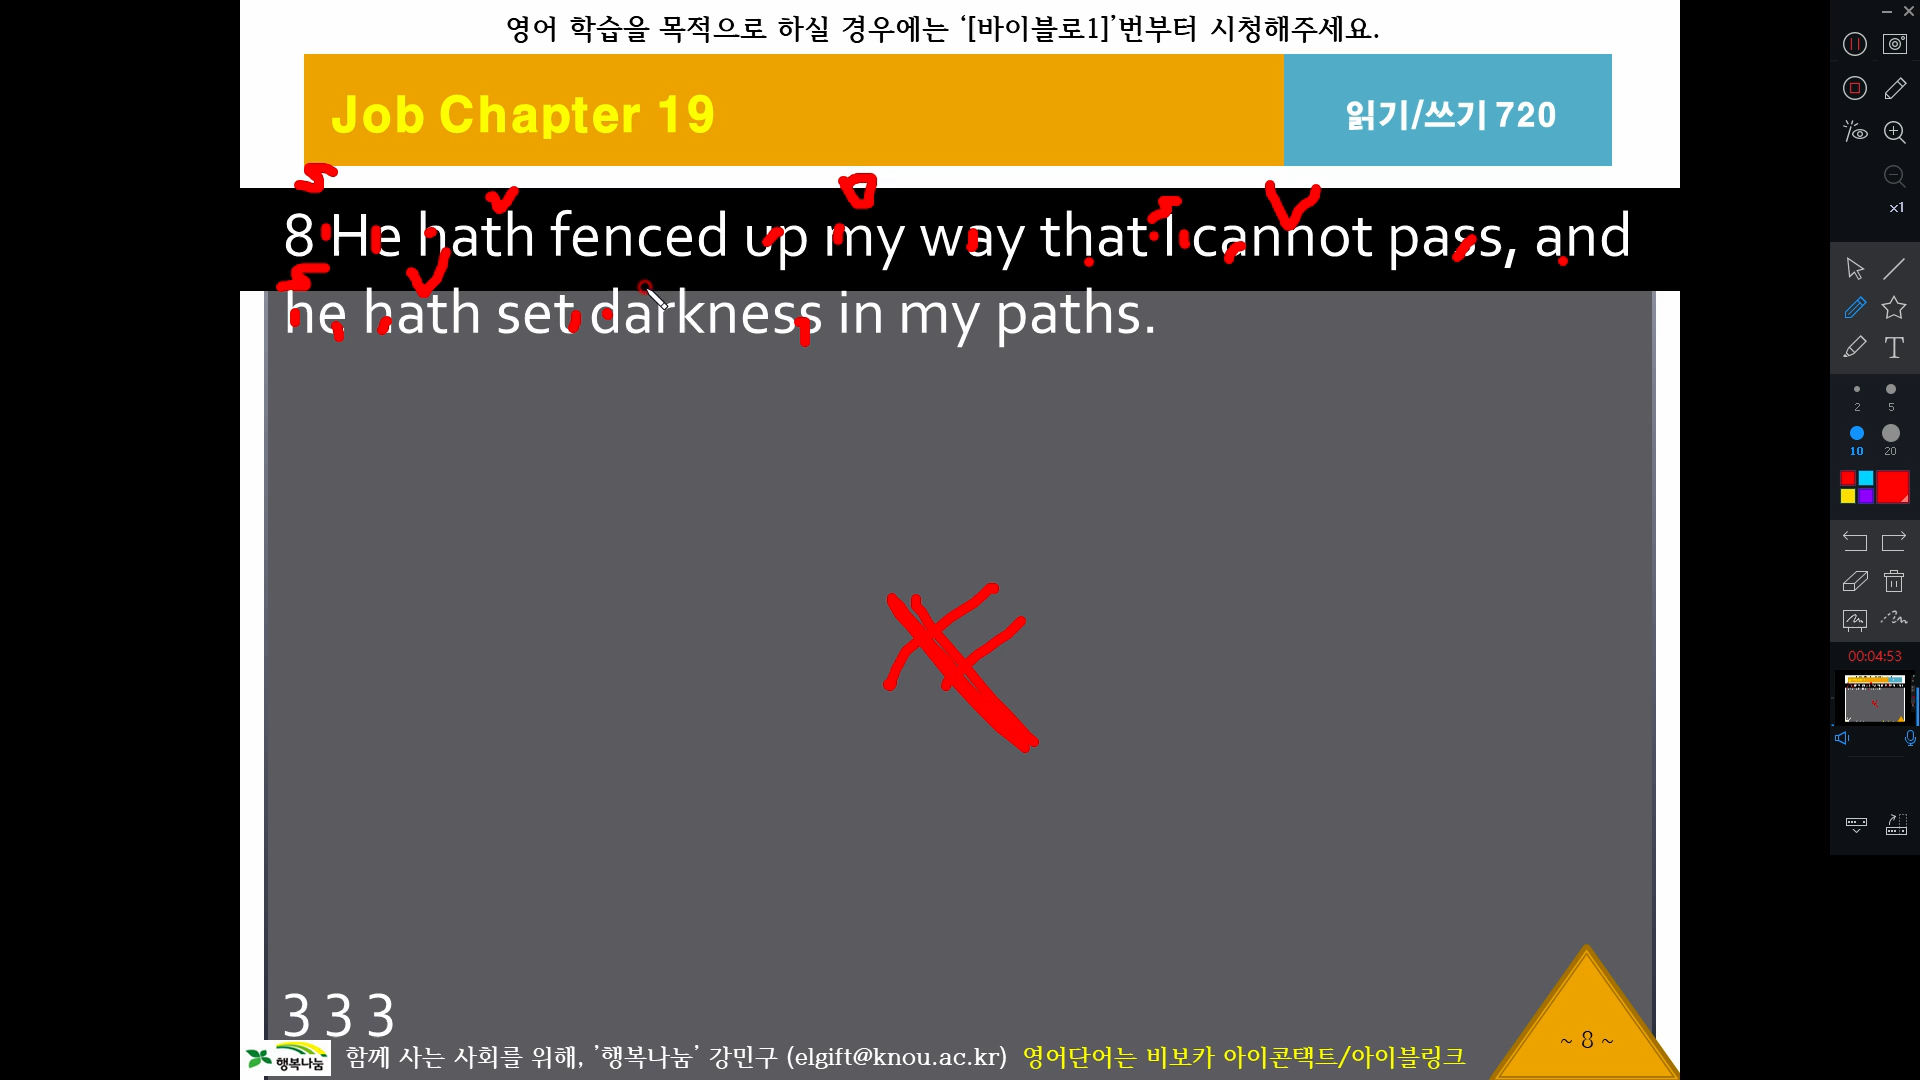 영어 학습을 목적으로 하실 경우에는 ‘[바이블로1]’번부터 시청해주세요.
Job Chapter 19
읽기/쓰기 720
8 He hath fenced up my way that I cannot pass, and
he hath set darkness in my paths.
333
~ 8 ~
행복나눔
함께 사는 사회를 위해, ’행복나눔’ 강민구 (elgift@knou.ac.kr) 영어단어는 비보카 아이콘택트/아이블링크
x1
T
2 5
10 20
00:04:53